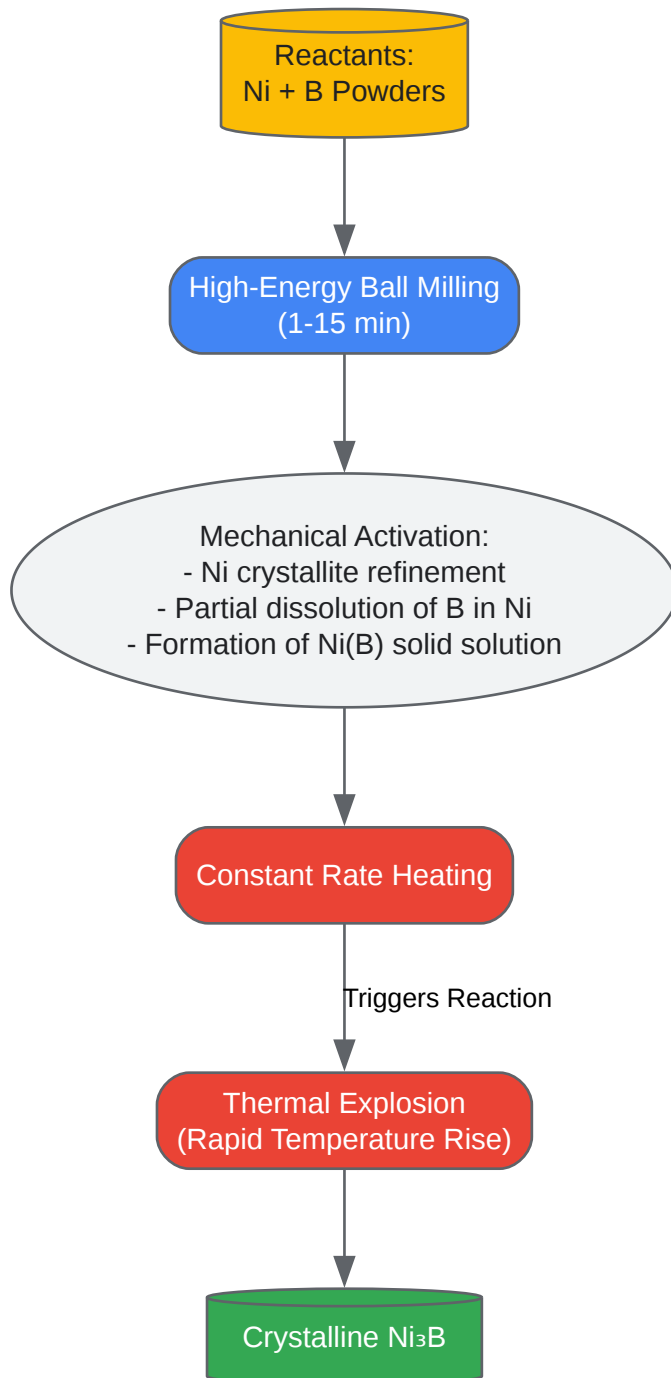 Reactants:
Ni + B Powders
High-Energy Ball Milling
(1-15 min)
Mechanical Activation:
- Ni crystallite refinement
- Partial dissolution of B in Ni
- Formation of Ni(B) solid solution
Constant Rate Heating
Triggers Reaction
Thermal Explosion
(Rapid Temperature Rise)
Crystalline Ni₃B